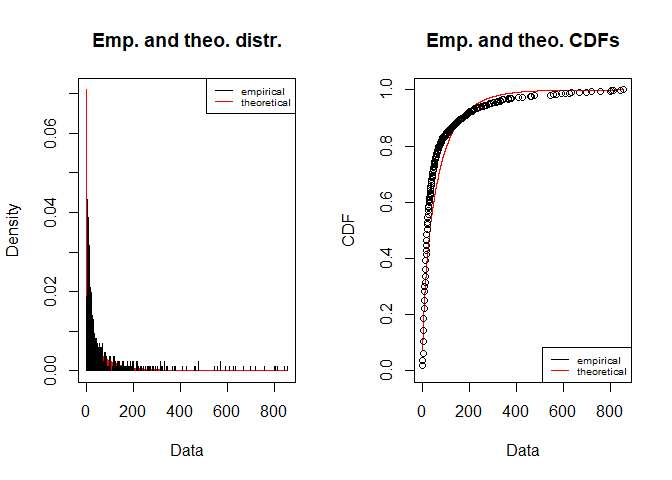 Emp. and theo. distr.
Density
0.00 0.02 0.04 0.06
0 200 400 600 800
Data
empirical
theoretical
Emp. and theo. CDFs
CDF
0.0 0.2 0.4 0.6 0.8 1.0
0 200 400 600 800
Data
empirical
theoretical